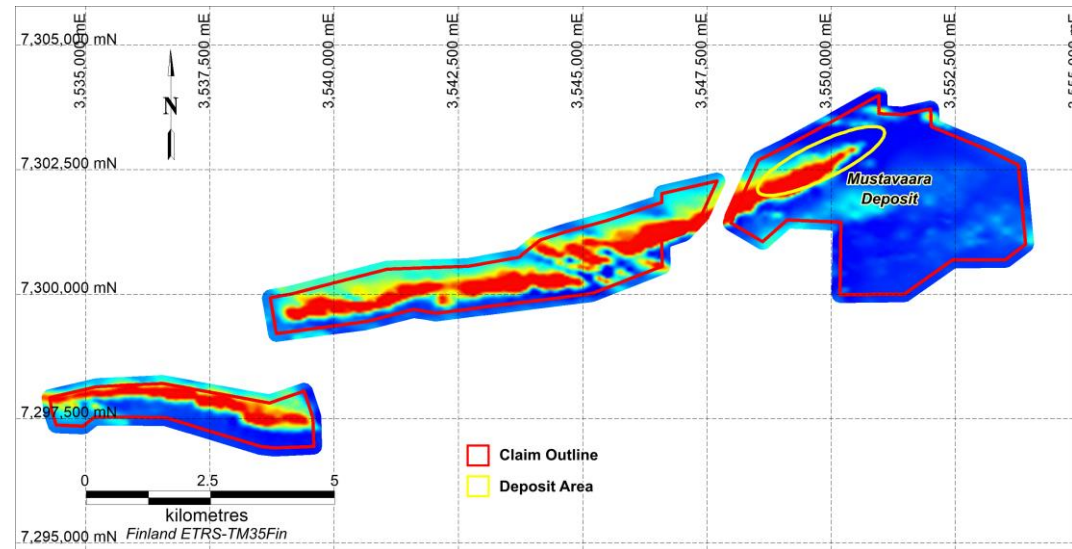 7,305,000 mN
3,535,000 mE
3,537,500 mE
3,540,000 mE
3,542,500 mE
3,545,000 mE
3,547,500 mE
3,550,000 mE
3,552,500 mE
N
7,302,500 mN
Mustavaara
Deposit
7,300,000 mN
7,297,500 mN
Claim Outline
Deposit Area
0 2.5 5
kilometres
Finland ETRS-TM35Fin
7,295,000 mN